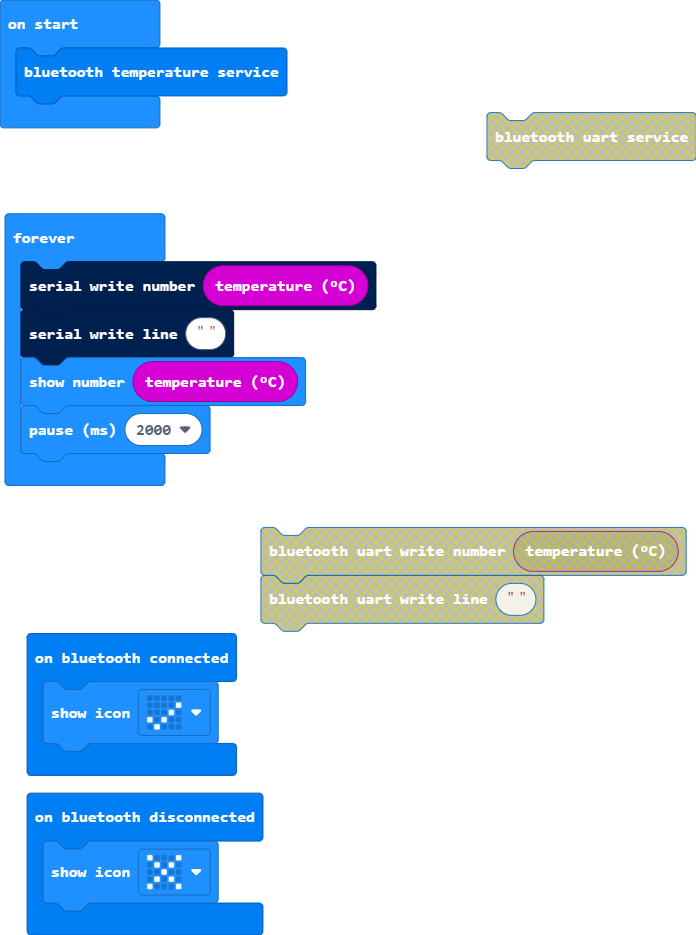 on start
bluetooth temperature service
bluetooth uart service
forever
serial write number temperature (ºC)
serial write line " "
show number temperature (ºC)
pause (ms) 2000
bluetooth uart write number temperature (ºC)
bluetooth uart write line " "
on bluetooth connected
show icon
on bluetooth disconnected
show icon